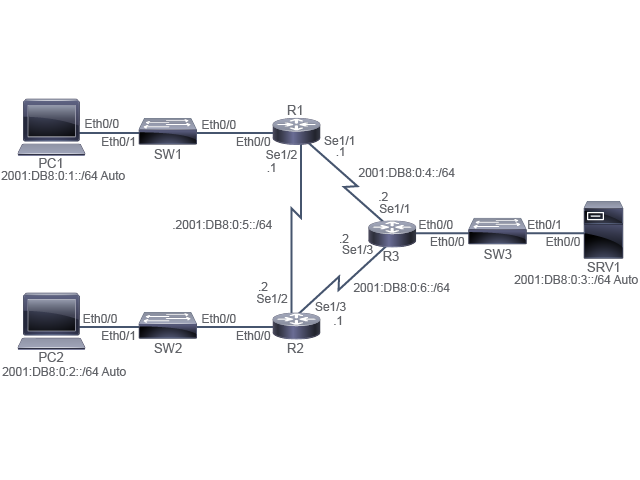 R1
Eth0/0
Eth0/0
Se1/1
.1
Eth0/1
Eth0/0
Se1/2
.1
PC1
SW1
2001:DB8:0:1::/64 Auto
2001:DB8:0:4::/64
.2
Se1/1
.2001:DB8:0:5::/64
Eth0/0
Eth0/1
.2
Se1/3
Eth0/0
Eth0/0
R3
SW3
SRV1
2001:DB8:0:3::/64 Auto
2001:DB8:0:6::/64
.2
Se1/2
Se1/3
.1
Eth0/0
Eth0/0
Eth0/1
Eth0/0
PC2
SW2
R2
2001:DB8:0:2::/64 Auto